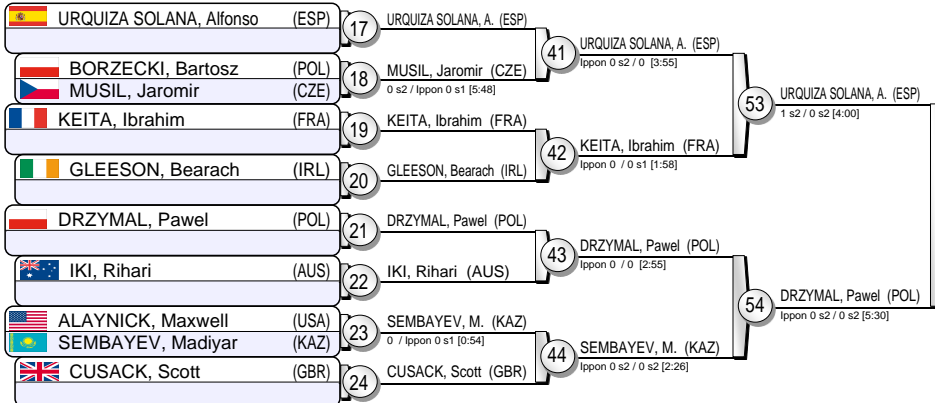 URQUIZA SOLANA, Alfonso (ESP)
BORZECKI, Bartosz (POL)
MUSIL, Jaromir (CZE)
KEITA, Ibrahim (FRA)
GLEESON, Bearach (IRL)
DRZYMAL, Pawel (POL)
IKI, Rihari (AUS)
ALAYNICK, Maxwell (USA)
SEMBAYEV, Madiyar (KAZ)
CUSACK, Scott (GBR)
17 URQUIZA SOLANA, A. (ESP)
18 MUSIL, Jaromir (CZE)
0 s2 / Ippon 0 s1 [5:48]
19 KEITA, Ibrahim (FRA)
20 GLEESON, Bearach (IRL)
21 DRZYMAL, Pawel (POL)
22 IKI, Rihari (AUS)
23 SEMBAYEV, M. (KAZ)
0 / Ippon 0 s1 [0:54]
24 CUSACK, Scott (GBR)
41 URQUIZA SOLANA, A. (ESP)
Ippon 0 s2 / 0 [3:55]
42 KEITA, Ibrahim (FRA)
Ippon 0 / 0 s1 [1:58]
43 DRZYMAL, Pawel (POL)
Ippon 0 / 0 [2:55]
44 SEMBAYEV, M. (KAZ)
Ippon 0 s2 / 0 s2 [2:26]
53 URQUIZA SOLANA, A. (ESP)
1 s2 / 0 s2 [4:00]
54 DRZYMAL, Pawel (POL)
Ippon 0 s2 / 0 s2 [5:30]